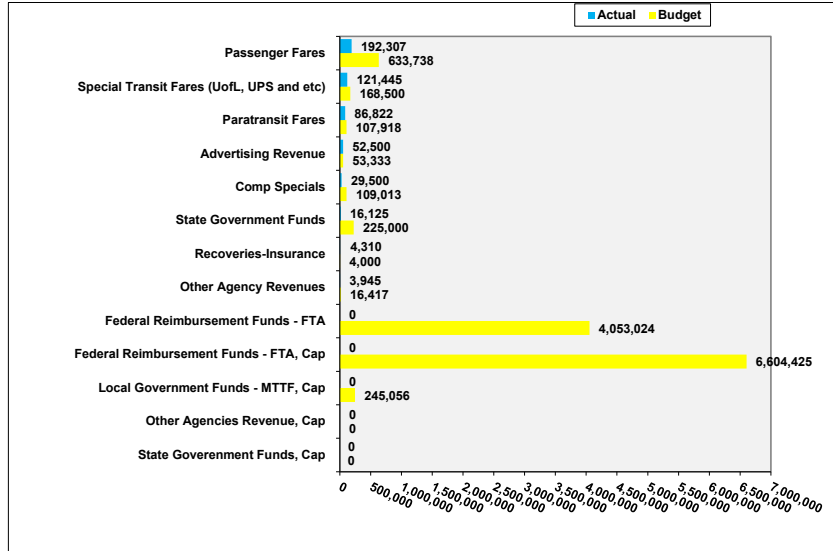 Actual Budget
Passenger Fares
192,307
633,738
Special Transit Fares (UofL, UPS and etc)
121,445
168,500
Paratransit Fares
86,822
107,918
Advertising Revenue
52,500
53,333
Comp Specials
29,500
109,013
State Government Funds
16,125
225,000
Recoveries-Insurance
4,310
4,000
Other Agency Revenues
3,945
16,417
Federal Reimbursement Funds - FTA
0
4,053,024
Federal Reimbursement Funds - FTA, Cap
0
6,604,425
Local Government Funds - MTTF, Cap
0
245,056
Other Agencies Revenue, Cap
0
0
State Goverenment Funds, Cap
0
0
0
500,000
1,000,000
1,500,000
2,000,000
2,500,000
3,000,000
3,500,000
4,000,000
4,500,000
5,000,000
5,500,000
6,000,000
6,500,000
7,000,000